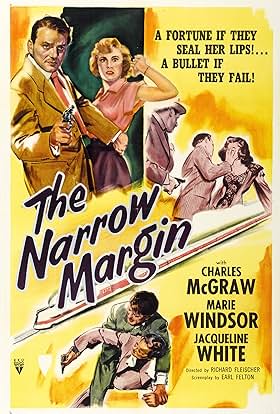 A FORTUNE IF THEY
SEAL HER LIPS!...
A BULLET IF
THEY FAIL!
The
Narrow
Margin
with
CHARLES
McGRAW
MARIE
WINDSOR
JACQUELINE
WHITE
Directed by RICHARD FLEISCHER
Screenplay by EARL FELTON
RKO